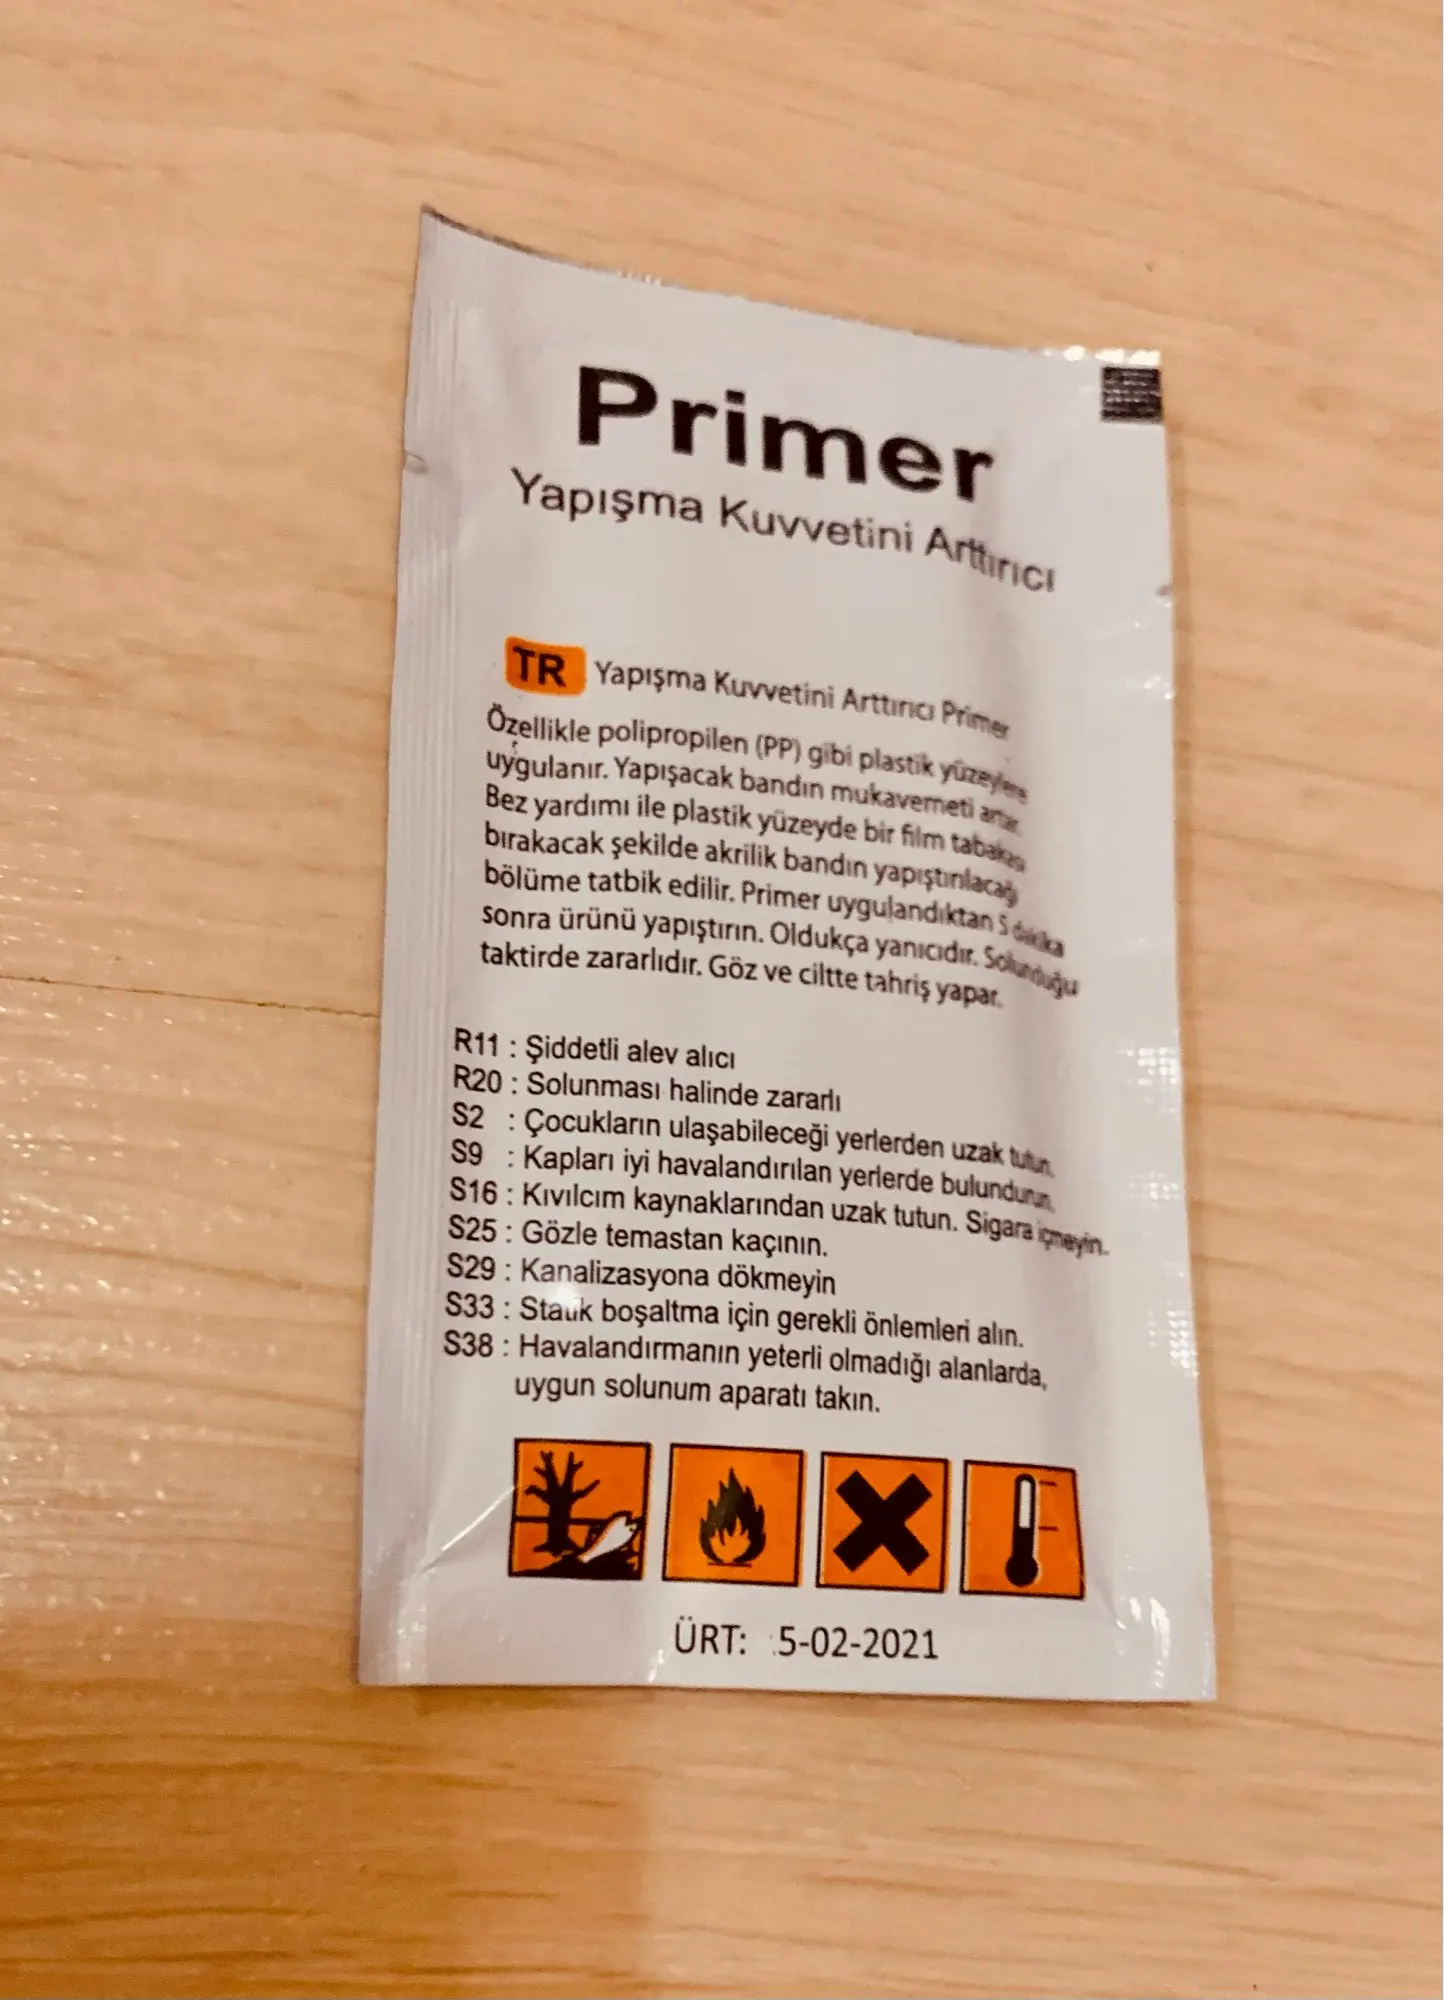 Primer
Yapışma Kuvvetini Arttırıcı
TR Yapışma Kuvvetini Arttırıcı Primer
Özellikle polipropilen (PP) gibi plastik yüzeylere
uygulanır. Yapışacak bandın mukavemeti artar.
Bez yardımı ile plastik yüzeyde bir film tabakası
bırakacak şekilde akrilik bandın yapıştırılacağı
bölüme tatbik edilir. Primer uygulandıktan 5 dakika
sonra ürünü yapıştırın. Oldukça yanıcıdır. Solunduğu
taktirde zararlıdır. Göz ve ciltte tahriş yapar.
R11 : Şiddetli alev alıcı
R20 : Solunması halinde zararlı
S2 : Çocukların ulaşabileceği yerlerden uzak tutun.
S9 : Kapları iyi havalandırılan yerlerde bulundurun.
S16 : Kıvılcım kaynaklarından uzak tutun. Sigara içmeyin.
S25 : Gözle temastan kaçının.
S29 : Kanalizasyona dökmeyin
S33 : Statik boşaltma için gerekli önlemleri alın.
S38 : Havalandırmanın yeterli olmadığı alanlarda,
uygun solunum aparatı takın.
ÜRT: 5-02-2021